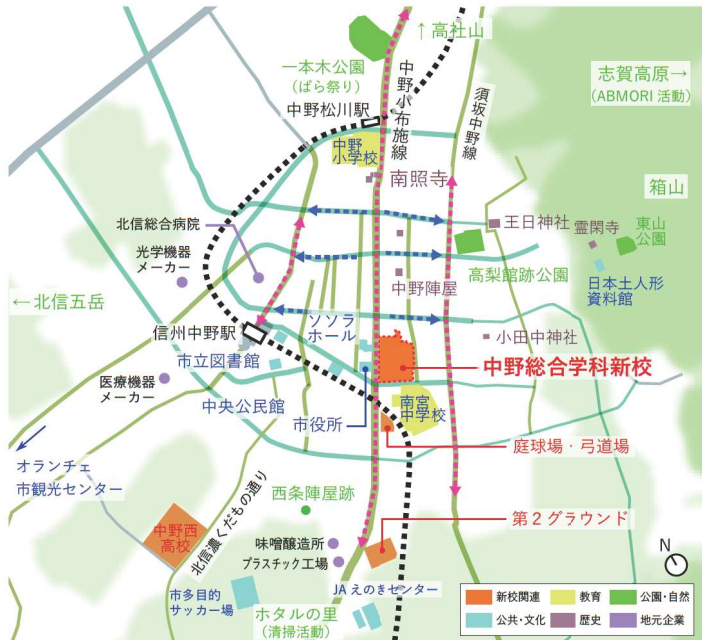 ↑高社山
一本木公園
(ばら祭り)
中野小布施線
志賀高原→
(ABMORI 活動)
中野松川駅
須坂中野線
中野
小学校
南照寺
箱山
北信総合病院
王日神社
霊閑寺
東山
公園
光学機器
メーカー
高梨館跡公園
日本土人形
資料館
中野陣屋
←北信五岳
信州中野駅
ソソラ
ホール
小田中神社
市立図書館
中野総合学科新校
医療機器
メーカー
中央公民館
市役所
南宮
中学校
庭球場・弓道場
オランチェ
市観光センター
西条陣屋跡
第2グラウンド
中野西
高校
北信濃くだもの通り
味噌醸造所
プラスチック工場
N
市多目的
サッカー場
JAえのきセンター
ホタルの里
(清掃活動)
新校関連
教育
公園・自然
公共・文化
歴史
地元企業